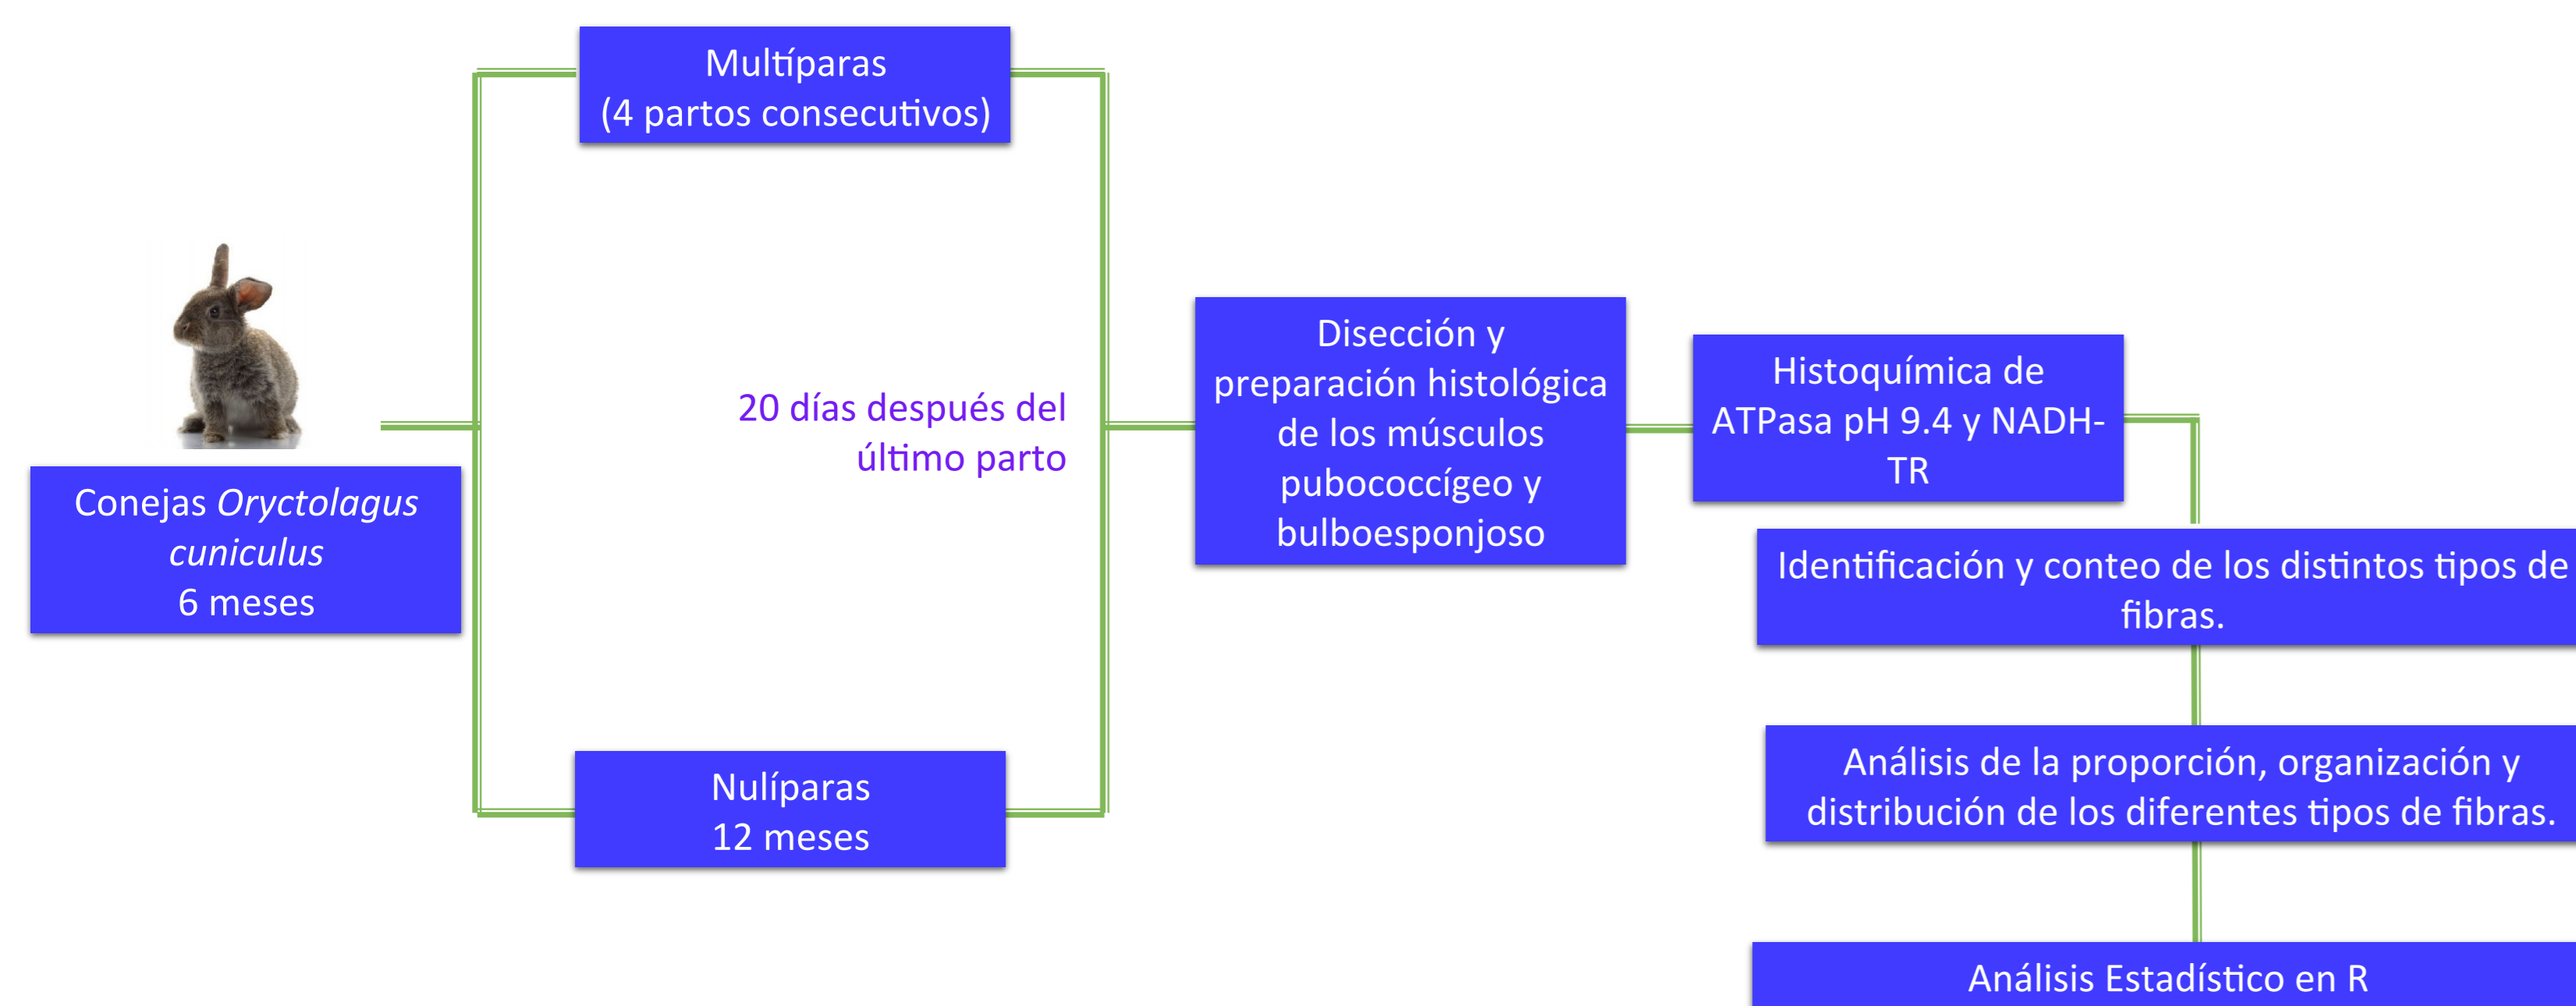 Multíparas
(4 partos consecutivos)
Conejas Oryctolagus
cuniculus
6 meses
20 días después del
último parto
Nulíparas
12 meses
Disección y
preparación histológica
de los músculos
pubococcígeo y
bulboesponjoso
Histoquímica de
ATPasa pH 9.4 y NADH-
TR
Identificación y conteo de los distintos tipos de
fibras.
Análisis de la proporción, organización y
distribución de los diferentes tipos de fibras.
Análisis Estadístico en R